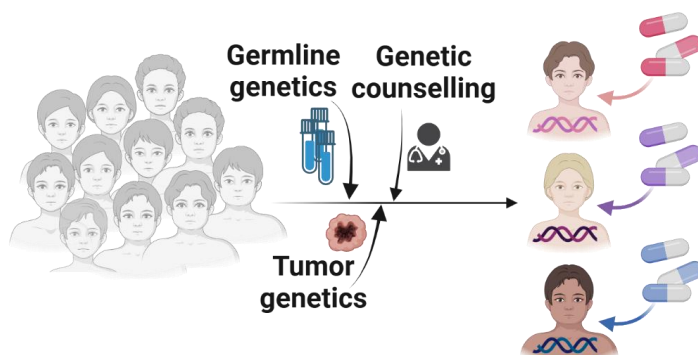 Germline
genetics
Genetic
counselling
Tumor
genetics